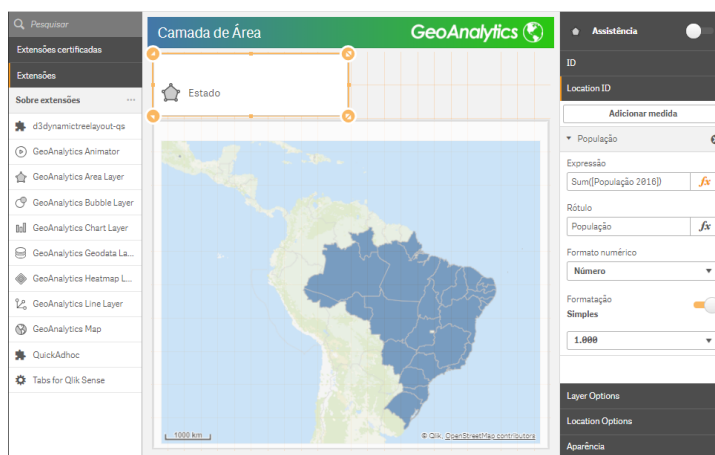 Pesquisar
Extensões certificadas
Extensões
Sobre extensões ...
d3dynamictreelayout-qs
GeoAnalytics Animator
GeoAnalytics Area Layer
GeoAnalytics Bubble Layer
GeoAnalytics Chart Layer
GeoAnalytics Geodata La...
GeoAnalytics Heatmap L...
GeoAnalytics Line Layer
GeoAnalytics Map
QuickAdhoc
Tabs for Qlik Sense
Camada de Área
GeoAnalytics
Estado
1000 km
© Qlik, OpenStreetMap contributors
Assistência
ID
Location ID
Adicionar medida
População
Expressão
Sum([População 2016])
fx
Rótulo
População
fx
Formato numérico
Número
Formatação
Simples
1.000
Layer Options
Location Options
Aparência